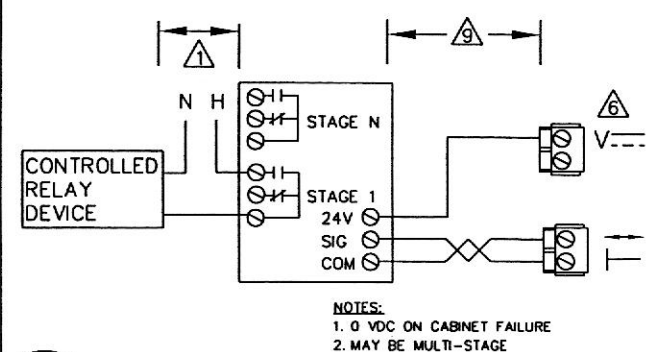 1
9
N H
STAGE N
6
V
CONTROLLED
RELAY
DEVICE
STAGE 1
24V
SIG
COM
NOTES:
1. 0 VDC ON CABINET FAILURE
2. MAY BE MULTI-STAGE